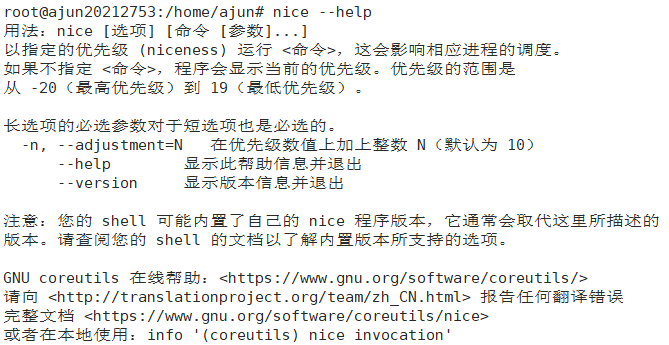 root@ajun20212753:/home/ajun# nice --help
用法：nice [选项] [命令 [参数]...]
以指定的优先级 (niceness) 运行 <命令>，这会影响相应进程的调度。
如果不指定 <命令>，程序会显示当前的优先级。优先级的范围是
从 -20（最高优先级）到 19（最低优先级）。

长选项的必选参数对于短选项也是必选的。
  -n, --adjustment=N   在优先级数值上加上整数 N（默认为 10）
      --help        显示此帮助信息并退出
      --version     显示版本信息并退出

注意：您的 shell 可能内置了自己的 nice 程序版本，它通常会取代这里所描述的
版本。请查阅您的 shell 的文档以了解内置版本所支持的选项。

GNU coreutils 在线帮助：<https://www.gnu.org/software/coreutils/>
请向 <http://translationproject.org/team/zh_CN.html> 报告任何翻译错误
完整文档 <https://www.gnu.org/software/coreutils/nice>
或者在本地使用：info '(coreutils) nice invocation'